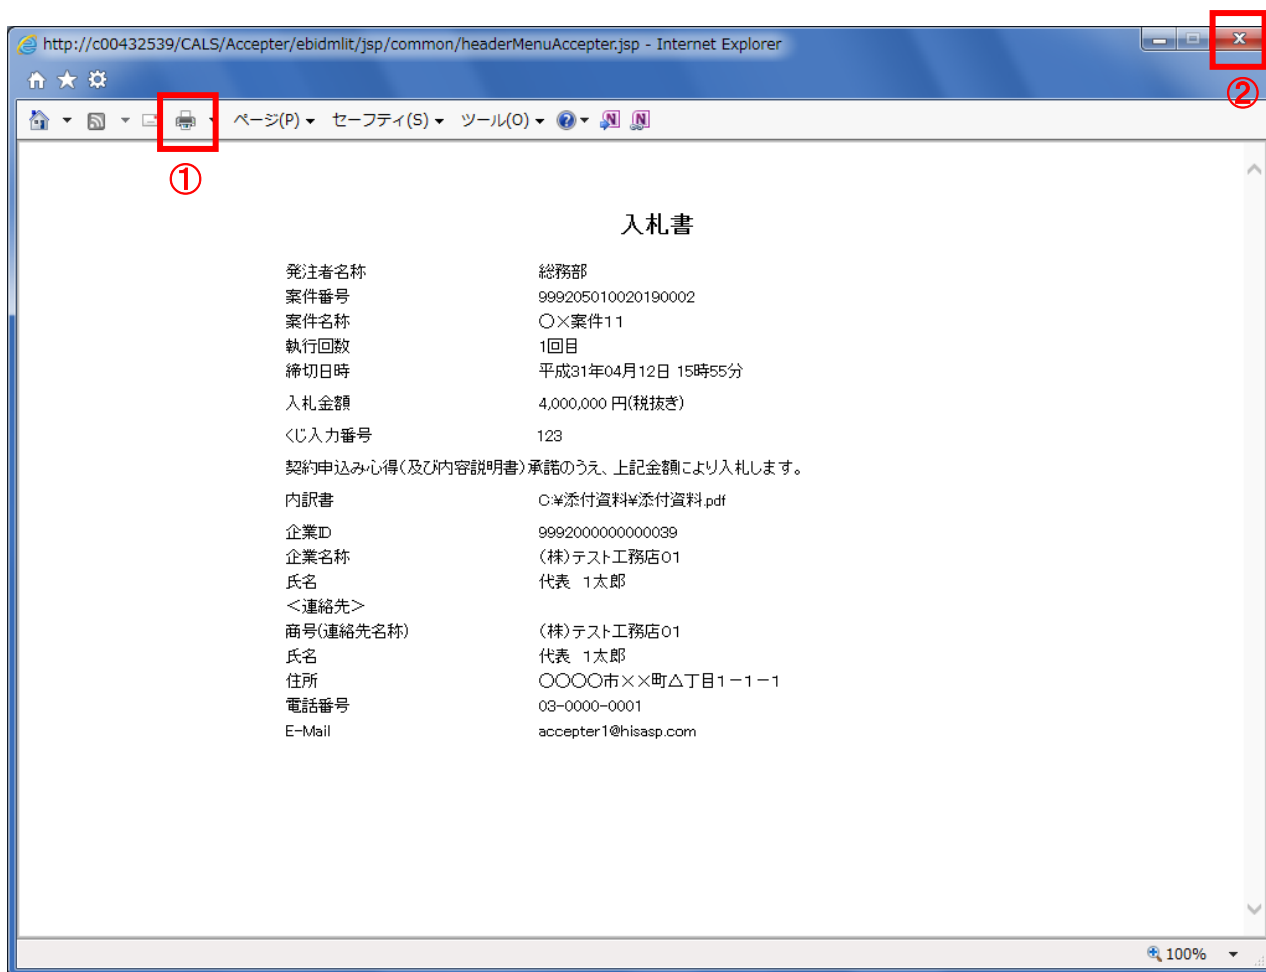 http://c00432539/CALS/Accepter/ebidmlit/jsp/common/headerMenuAccepter.jsp - Internet Explorer
②
ページ(P) セーフティ(S) ツール(O)
①
入札書
発注者名称 総務部
案件番号 999205010020190002
案件名称 〇×案件11
執行回数 1回目
締切日時 平成31年04月12日 15時55分
入札金額 4,000,000 円(税抜き)
くじ入力番号 123
契約申込み心得(及び内容説明書)承諾のうえ、上記金額により入札します。
内訳書 C:¥添付資料¥添付資料.pdf
企業ID 9992000000000039
企業名称 (株)テスト工務店01
氏名 代表 1太郎
<連絡先>
商号(連絡先名称) (株)テスト工務店01
氏名 代表 1太郎
住所 〇〇〇〇市××町△丁目1-1-1
電話番号 03-0000-0001
E-Mail accepter1@hisasp.com
100%